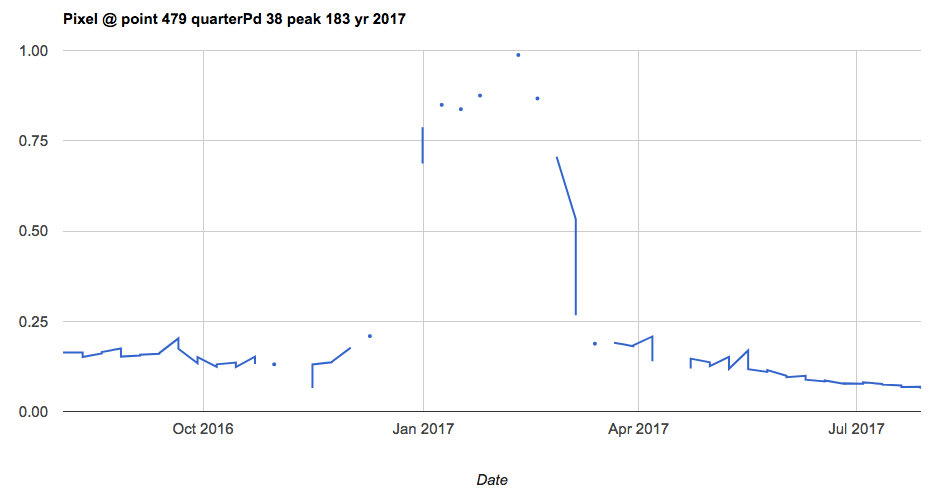 Pixel @ point 479 quarterPd 38 peak 183 yr 2017
1.00
0.75
0.50
0.25
0.00
Oct 2016 Jan 2017 Apr 2017 Jul 2017
Date